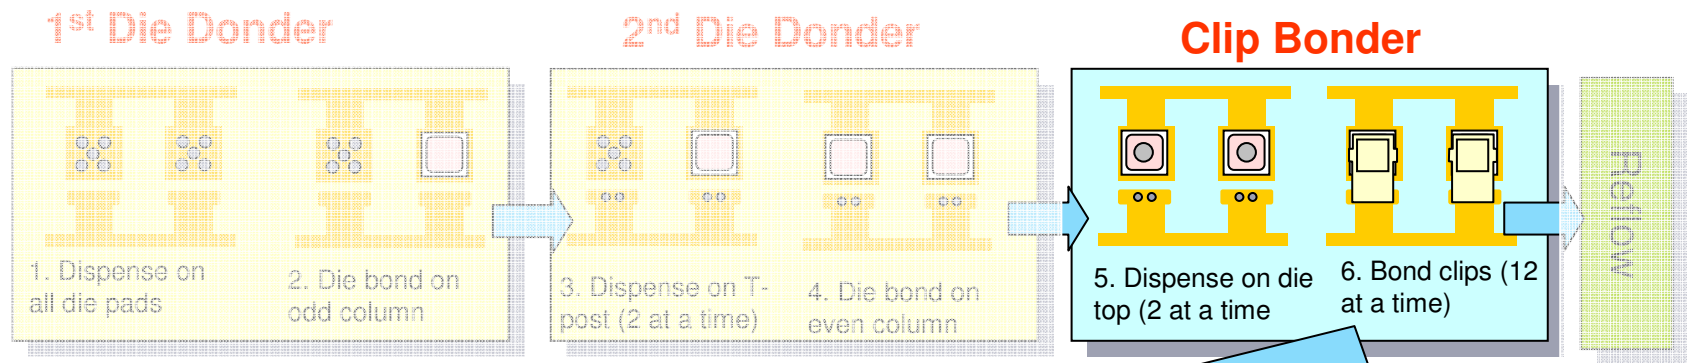 1st Die Donder
2nd Die Donder
Clip Bonder
1. Dispense on
all die pads
2. Die bond on
odd column
3. Dispense on T-
post (2 at a time)
4. Die bond on
even column
5. Dispense on die
top (2 at a time
6. Bond clips (12
at a time)
Reflow